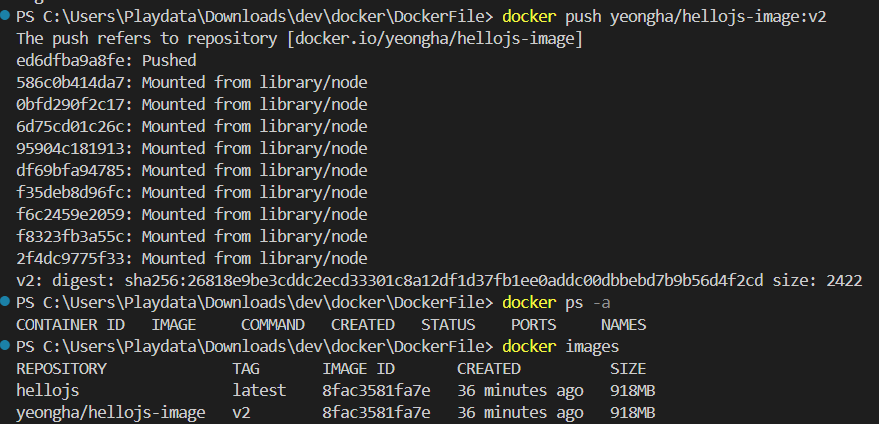 PS C:\Users\Playdata\Downloads\dev\docker\DockerFile> docker push yeongha/hellojs-image:v2
The push refers to repository [docker.io/yeongha/hellojs-image]
ed6dfba9a8fe: Pushed
586c0b414da7: Mounted from library/node
0bfd290f2c17: Mounted from library/node
6d75cd01c26c: Mounted from library/node
95904c181913: Mounted from library/node
df69bfa94785: Mounted from library/node
f35deb8d96fc: Mounted from library/node
f6c2459e2059: Mounted from library/node
f8323fb3a55c: Mounted from library/node
2f4dc9775f33: Mounted from library/node
v2: digest: sha256:26818e9be3cddc2ecd33301c8a12df1d37fb1ee0addc00dbbebd7b9b56d4f2cd size: 2422
PS C:\Users\Playdata\Downloads\dev\docker\DockerFile> docker ps -a
CONTAINER ID   IMAGE     COMMAND   CREATED   STATUS    PORTS     NAMES
PS C:\Users\Playdata\Downloads\dev\docker\DockerFile> docker images
REPOSITORY              TAG       IMAGE ID       CREATED          SIZE
hellojs                 latest    8fac3581fa7e   36 minutes ago   918MB
yeongha/hellojs-image   v2        8fac3581fa7e   36 minutes ago   918MB